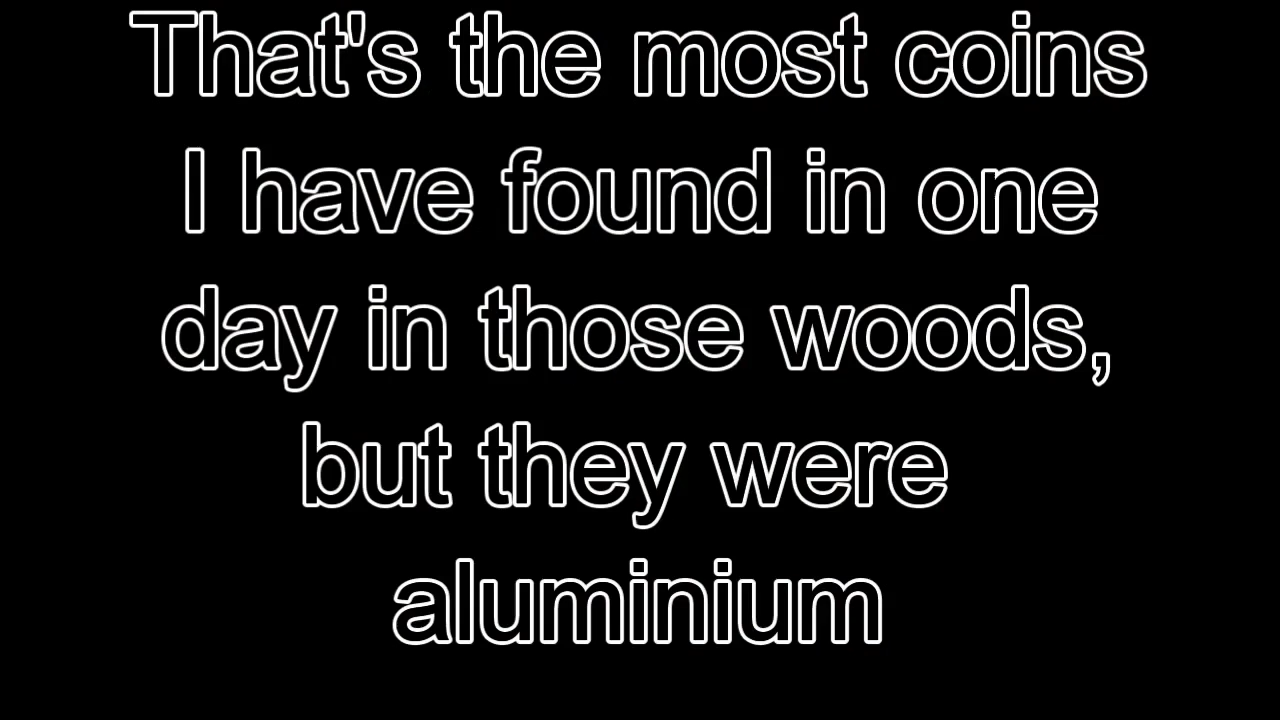 That's the most coins
I have found in one
day in those woods,
but they were
aluminium